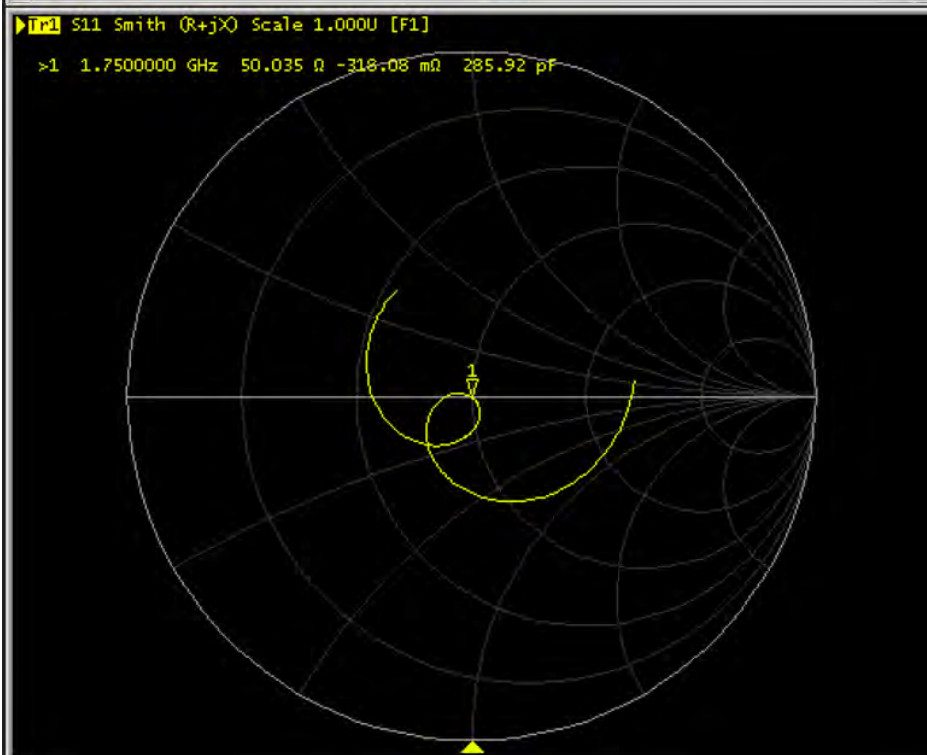 Tr1 S11 Smith (R+jX) Scale 1.000U [F1]
>1 1.7500000 GHz 50.035 Ω -318.08 mΩ 285.92 pF
1